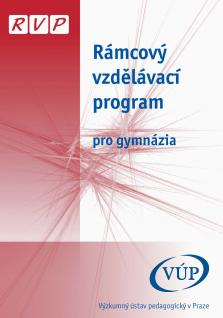 RVP
Rámcový
vzdělávací
program
pro gymnázia
VÚP
Výzkumný ústav pedagogický v Praze